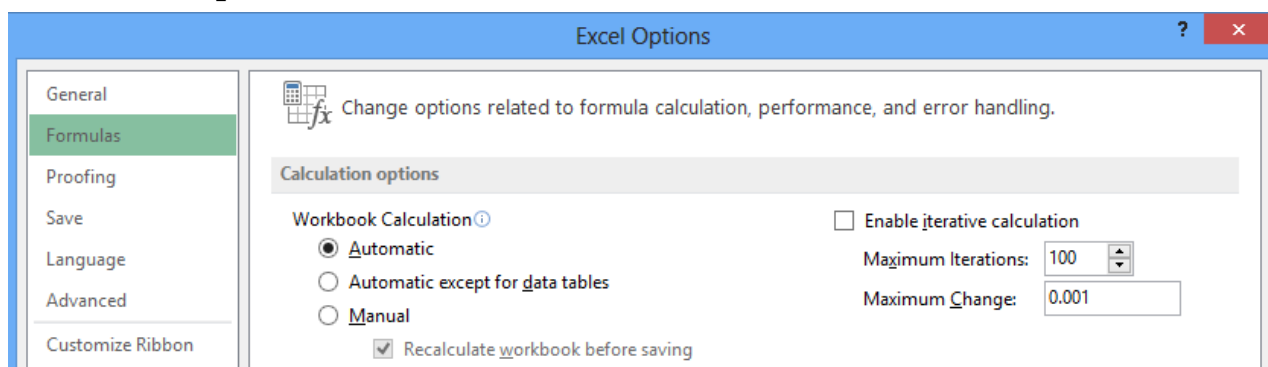 Excel Options
? ×
General
Formulas
Proofing
Save
Language
Advanced
Customize Ribbon
fx Change options related to formula calculation, performance, and error handling.
Calculation options
Workbook Calculation
Automatic
Automatic except for data tables
Manual
Recalculate workbook before saving
Enable iterative calculation
Maximum Iterations: 100
Maximum Change: 0.001